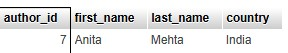 author_id first_name last_name country
7 Anita Mehta India